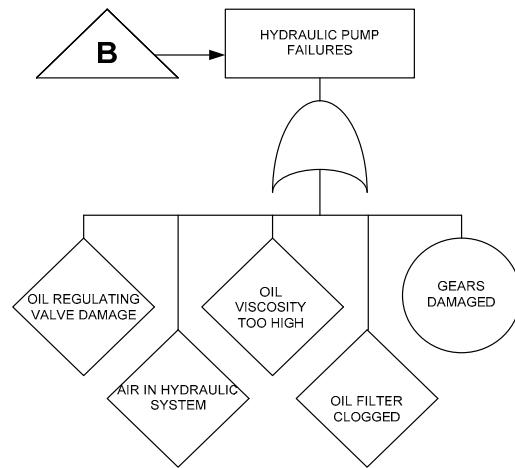 B
HYDRAULIC PUMP
FAILURES
OIL REGULATING
VALVE DAMAGE
OIL
VISCOSITY
TOO HIGH
GEARS
DAMAGED
AIR IN HYDRAULIC
SYSTEM
OIL FILTER
CLOGGED